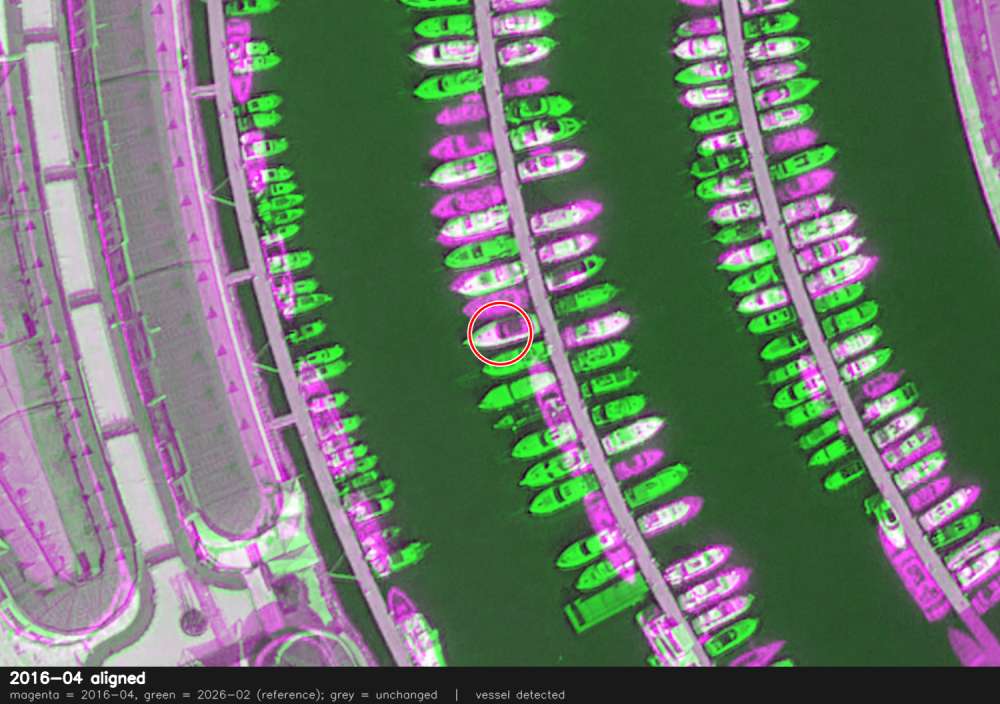 2016-04 aligned
magenta = 2016-04, green = 2026-02 (reference); grey = unchanged | vessel detected